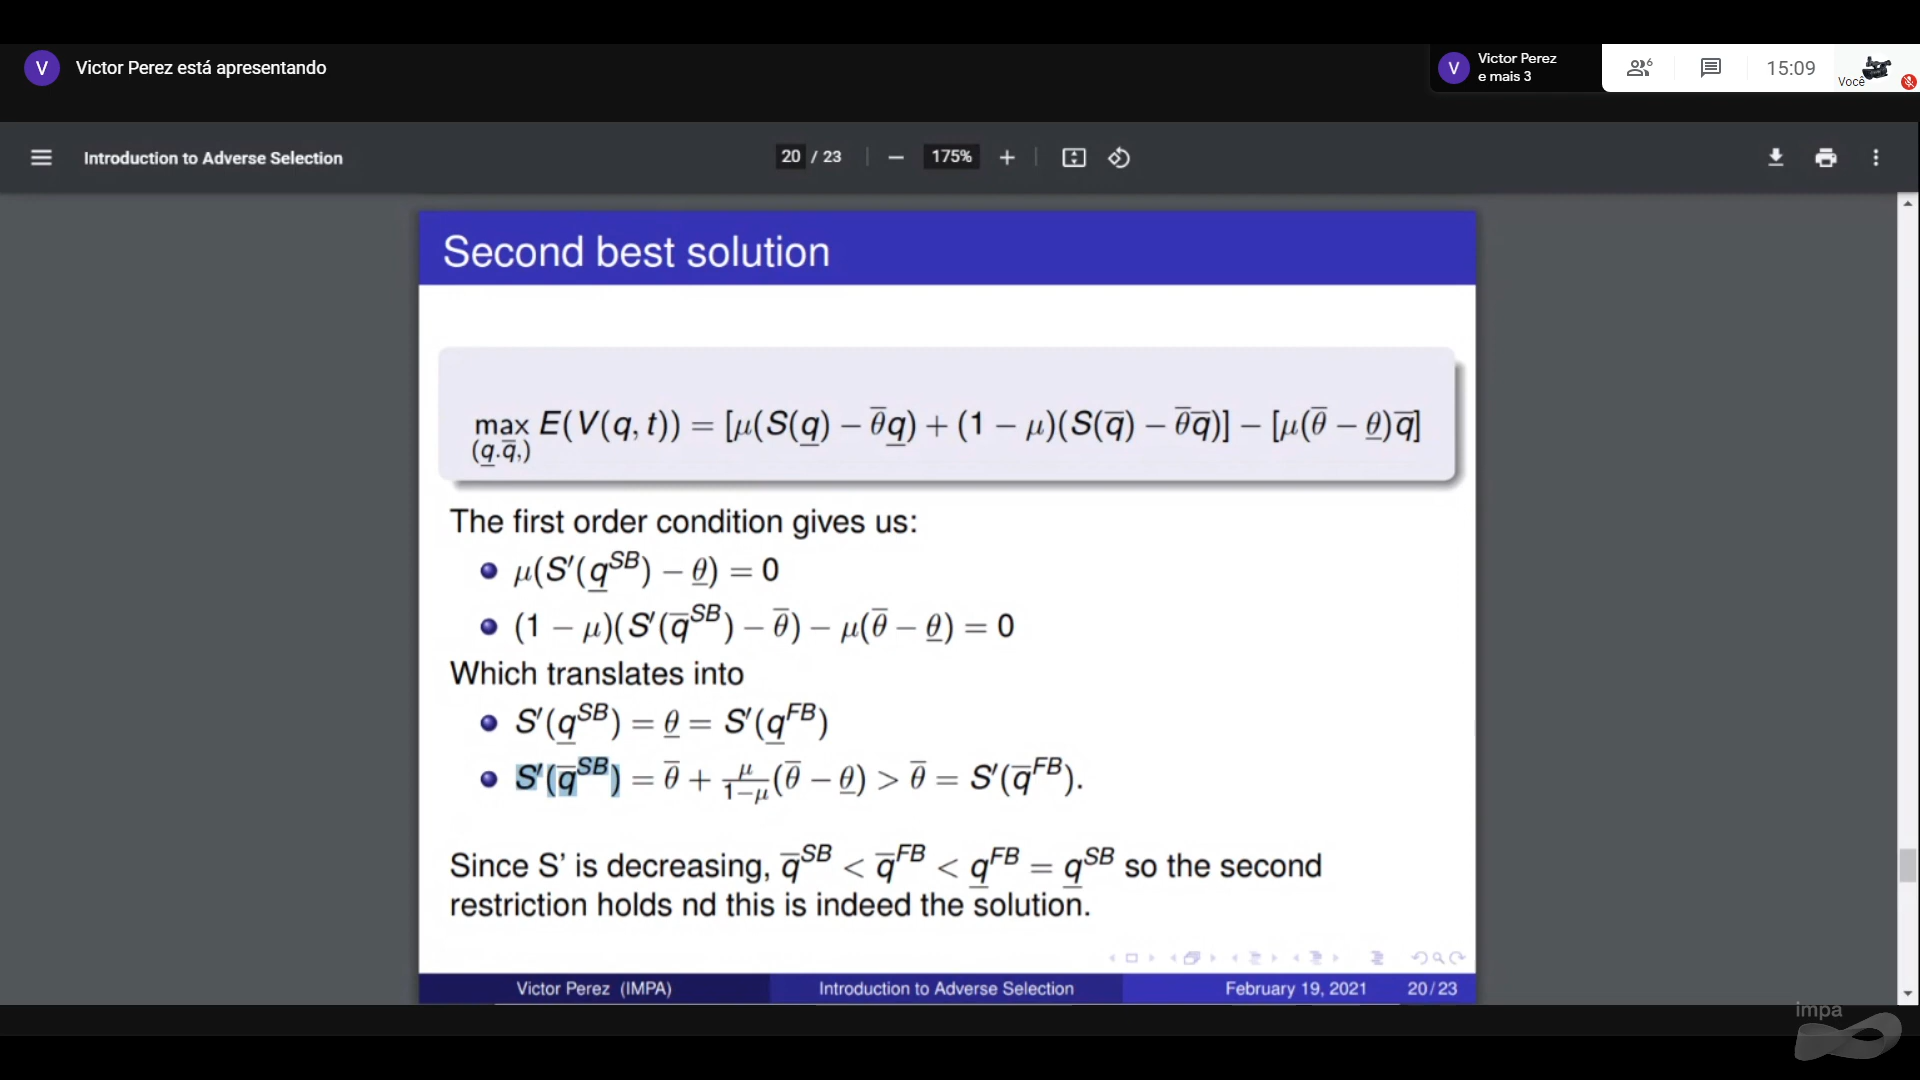 V Victor Perez está apresentando
V Victor Perez
e mais 3
6
15:09
Você
Introduction to Adverse Selection
20 / 23
175%
Second best solution
max E(V(q, t)) = [μ(S(q̲) − θ̅q̲) + (1 − μ)(S(q̅) − θ̅q̅)] − [μ(θ̅ − θ̲)q̅]
(q̲.q̅,)
The first order condition gives us:
μ(S′(q̲^SB) − θ̲) = 0
(1 − μ)(S′(q̅^SB) − θ̅) − μ(θ̅ − θ̲) = 0
Which translates into
S′(q̲^SB) = θ̲ = S′(q̲^FB)
S′(q̅^SB) = θ̅ + μ/(1−μ)(θ̅ − θ̲) > θ̅ = S′(q̅^FB).
Since S' is decreasing, q̅^SB < q̅^FB < q̲^FB = q̲^SB so the second
restriction holds nd this is indeed the solution.
Victor Perez (IMPA)
Introduction to Adverse Selection
February 19, 2021
20 / 23
impa